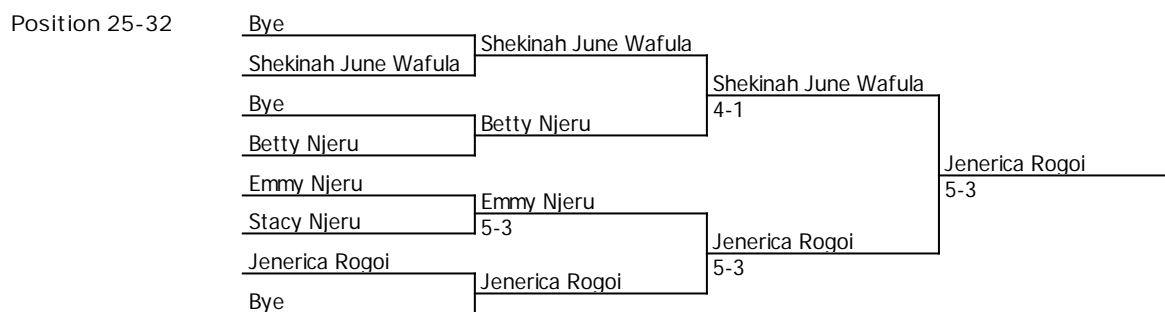 Position 25-32
Bye
Shekinah June Wafula
Bye
Betty Njeru
Emmy Njeru
Stacy Njeru
Jenerica Rogoi
Bye
Shekinah June Wafula
Betty Njeru
Emmy Njeru
5-3
Jenerica Rogoi
Shekinah June Wafula
4-1
Jenerica Rogoi
5-3
Jenerica Rogoi
5-3